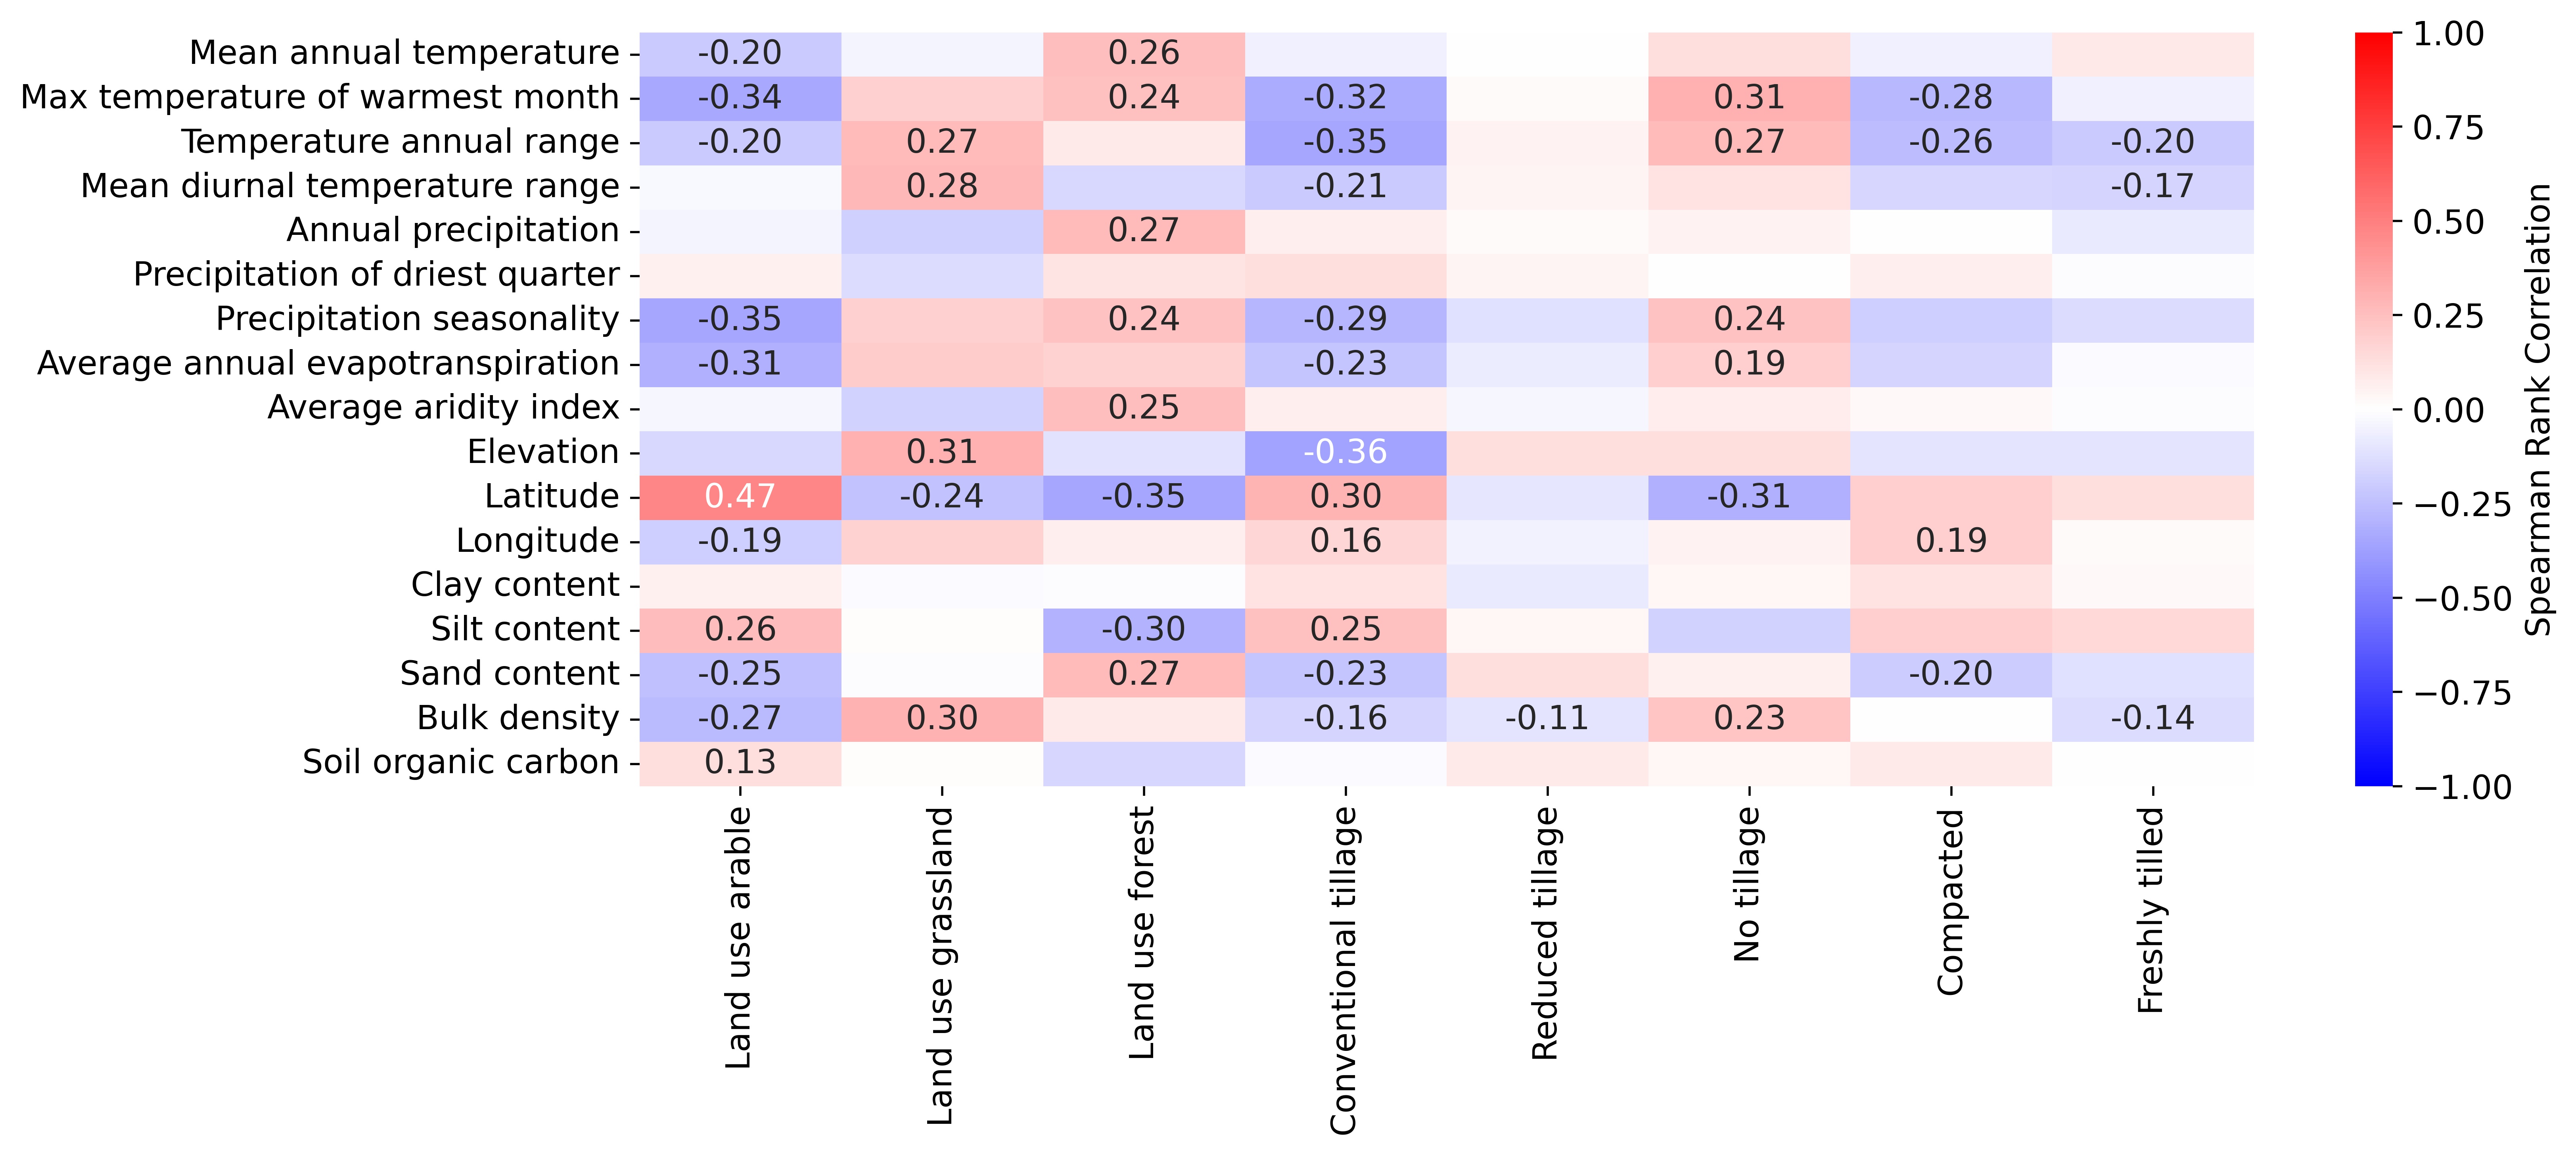 Mean annual temperature -0.20 0.26
Max temperature of warmest month -0.34 0.24 -0.32 0.31 -0.28
Temperature annual range -0.20 0.27 -0.35 0.27 -0.26 -0.20
Mean diurnal temperature range 0.28 -0.21 -0.17
Annual precipitation 0.27
Precipitation of driest quarter
Precipitation seasonality -0.35 0.24 -0.29 0.24
Average annual evapotranspiration -0.31 -0.23 0.19
Average aridity index 0.25
Elevation 0.31 -0.36
Latitude 0.47 -0.24 -0.35 0.30 -0.31
Longitude -0.19 0.16 0.19
Clay content
Silt content 0.26 -0.30 0.25
Sand content -0.25 0.27 -0.23 -0.20
Bulk density -0.27 0.30 -0.16 -0.11 0.23 -0.14
Soil organic carbon 0.13
Land use arable
Land use grassland
Land use forest
Conventional tillage
Reduced tillage
No tillage
Compacted
Freshly tilled
1.00
0.75
0.50
0.25
0.00
−0.25
−0.50
−0.75
−1.00
Spearman Rank Correlation